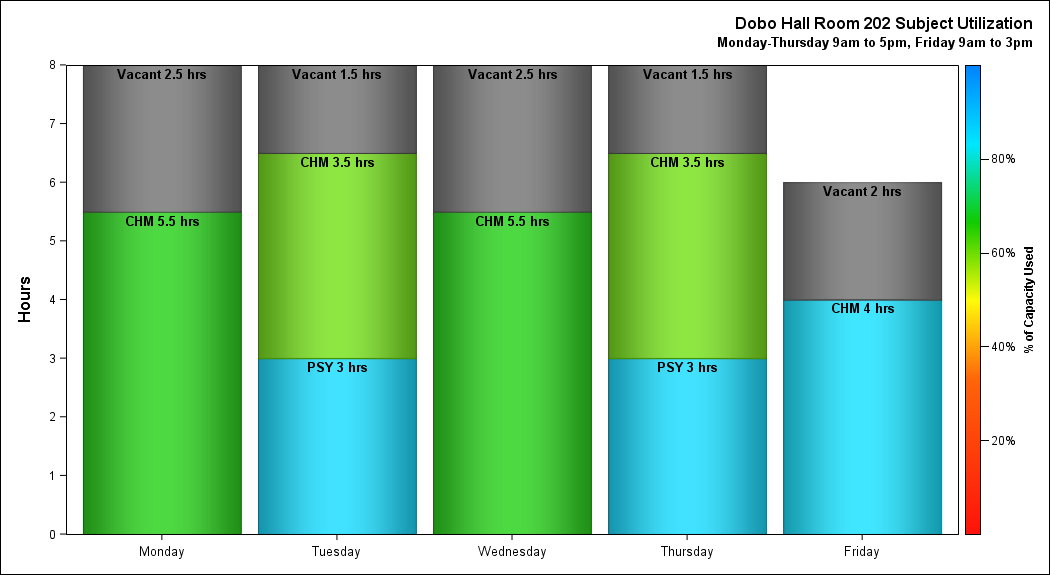 Dobo Hall Room 202 Subject Utilization
Monday-Thursday 9am to 5pm, Friday 9am to 3pm
Hours
8
7
6
5
4
3
2
1
0
Vacant 2.5 hrs
CHM 5.5 hrs
Vacant 1.5 hrs
CHM 3.5 hrs
PSY 3 hrs
Vacant 2.5 hrs
CHM 5.5 hrs
Vacant 1.5 hrs
CHM 3.5 hrs
PSY 3 hrs
Vacant 2 hrs
CHM 4 hrs
Monday
Tuesday
Wednesday
Thursday
Friday
80%
60%
40%
20%
% of Capacity Used